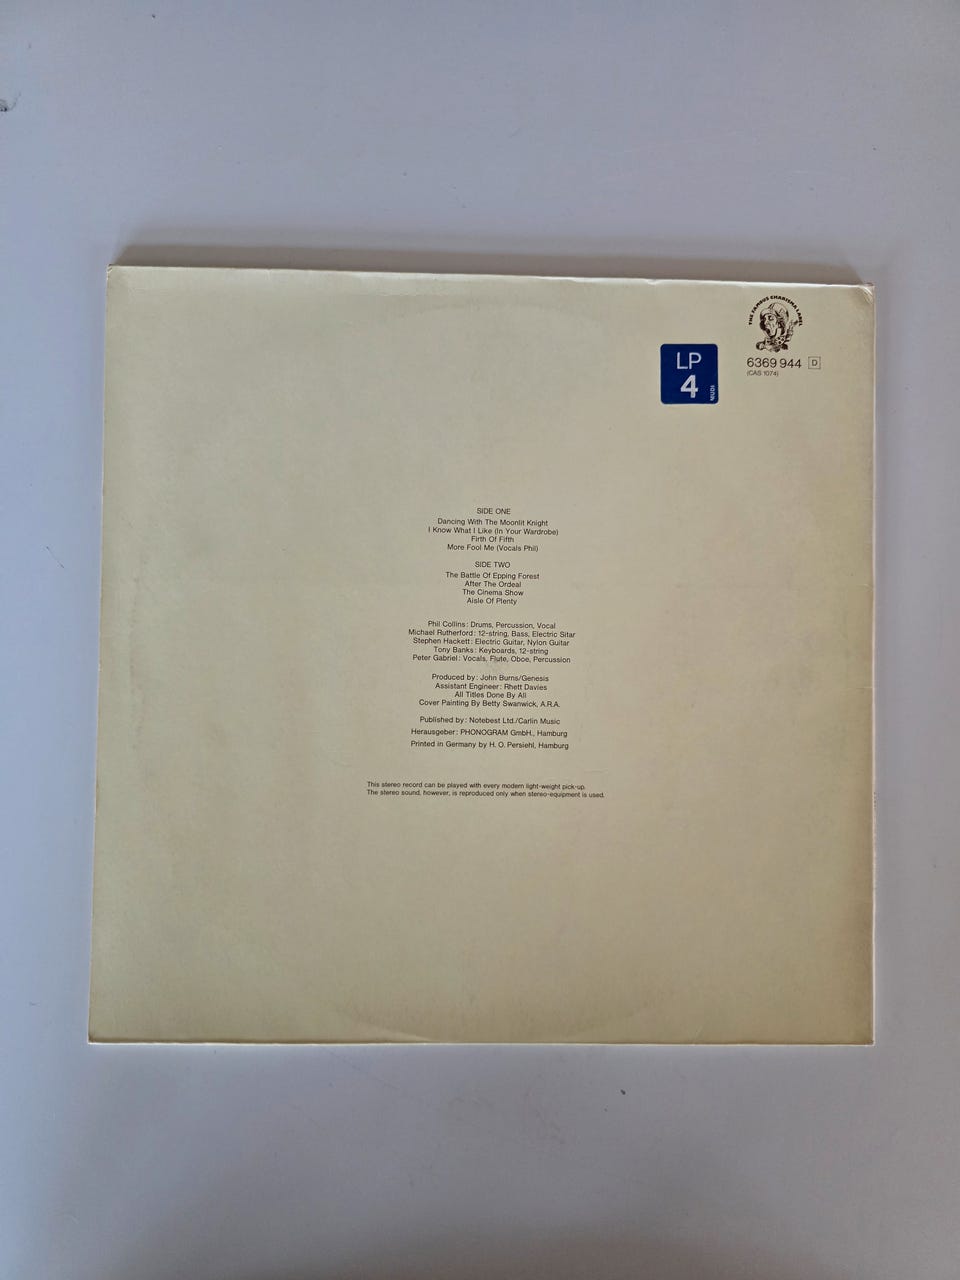 THE FAMOUS CHARISMA LABEL
LP
4
6369 944 D
(CAS 1074)
SIDE ONE
Dancing With The Moonlit Knight
I Know What I Like (In Your Wardrobe)
Firth Of Fifth
More Fool Me (Vocals Phil)
SIDE TWO
The Battle Of Epping Forest
After The Ordeal
The Cinema Show
Aisle Of Plenty
Phil Collins: Drums, Percussion, Vocal
Michael Rutherford: 12-string, Bass, Electric Sitar
Stephen Hackett: Electric Guitar, Nylon Guitar
Tony Banks: Keyboards, 12-string
Peter Gabriel: Vocals, Flute, Oboe, Percussion
Produced by: John Burns/Genesis
Assistant Engineer: Rhett Davies
All Titles Done By All
Cover Painting By Betty Swanwick, A.R.A.
Published by: Notebest Ltd./Carlin Music
Herausgeber: PHONOGRAM GmbH., Hamburg
Printed in Germany by H. O. Persiehl, Hamburg
This stereo record can be played with every modern light-weight pick-up.
The stereo sound, however, is reproduced only when stereo-equipment is used.